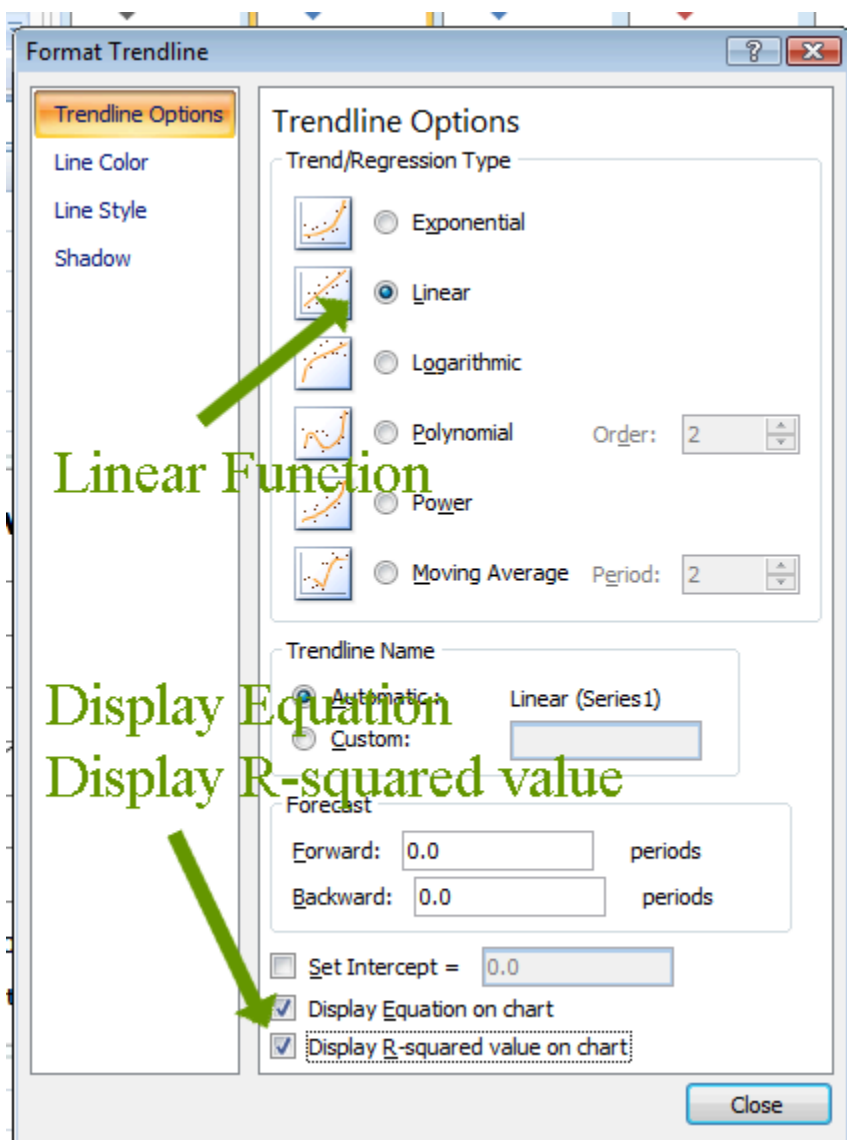 Format Trendline
Trendline Options
Line Color
Line Style
Shadow
Trendline Options
Trend/Regression Type
Exponential
Linear
Logarithmic
Polynomial Order: 2
Linear Function
Power
Moving Average Period: 2
Trendline Name
Automatic : Linear (Series1)
Display Equation
Custom:
Display R-squared value
Forecast
Forward: 0.0 periods
Backward: 0.0 periods
Set Intercept = 0.0
Display Equation on chart
Display R-squared value on chart
Close